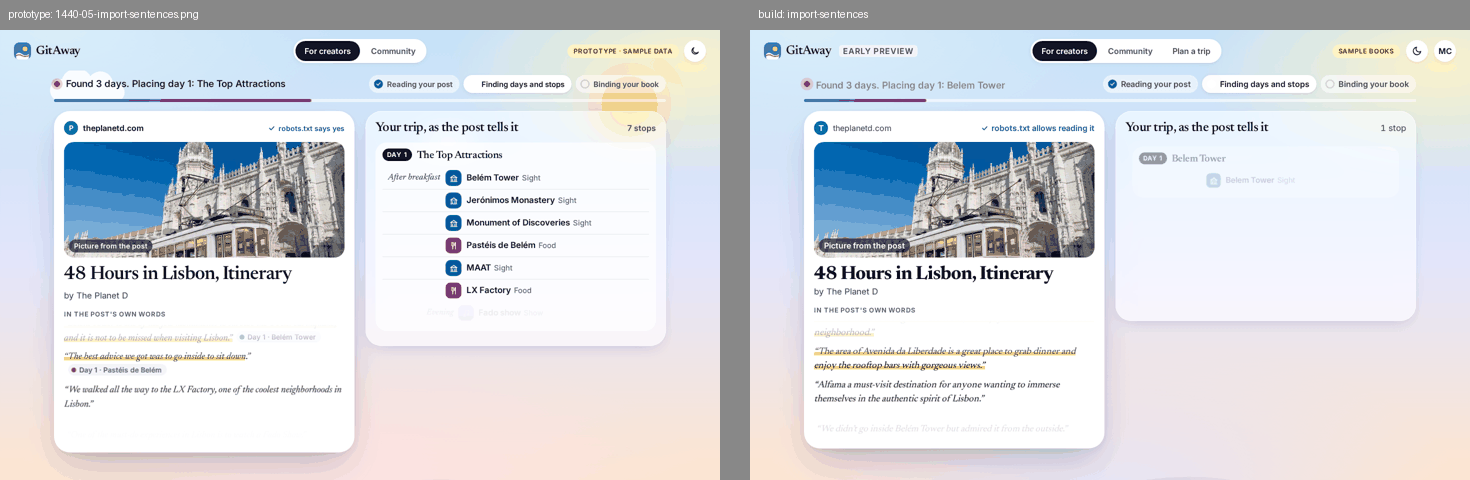 prototype: 1440-05-import-sentences.png
GitAway
For creators
Community
PROTOTYPE · SAMPLE DATA
Found 3 days. Placing day 1: The Top Attractions
Reading your post
Finding days and stops
Binding your book
P
theplanetd.com
robots.txt says yes
Picture from the post
48 Hours in Lisbon, Itinerary
by The Planet D
IN THE POST'S OWN WORDS
and it is not to be missed when visiting Lisbon.” Day 1 · Belém Tower
“The best advice we got was to go inside to sit down.”
Day 1 · Pastéis de Belém
“We walked all the way to the LX Factory, one of the coolest neighborhoods in
Lisbon.”
Your trip, as the post tells it
7 stops
DAY 1 The Top Attractions
After breakfast Belém Tower Sight
Jerónimos Monastery Sight
Monument of Discoveries Sight
Pastéis de Belém Food
MAAT Sight
LX Factory Food
Evening Fado show Show
build: import-sentences
GitAway
EARLY PREVIEW
For creators
Community
Plan a trip
SAMPLE BOOKS
MC
Found 3 days. Placing day 1: Belem Tower
Reading your post
Finding days and stops
Binding your book
T
theplanetd.com
robots.txt allows reading it
Picture from the post
48 Hours in Lisbon, Itinerary
by The Planet D
IN THE POST'S OWN WORDS
neighborhood.”
“The area of Avenida da Liberdade is a great place to grab dinner and
enjoy the rooftop bars with gorgeous views.”
“Alfama a must-visit destination for anyone wanting to immerse
themselves in the authentic spirit of Lisbon.”
“We didn't go inside Belém Tower but admired it from the outside.”
Your trip, as the post tells it
1 stop
DAY 1 Belem Tower
Belem Tower Sight